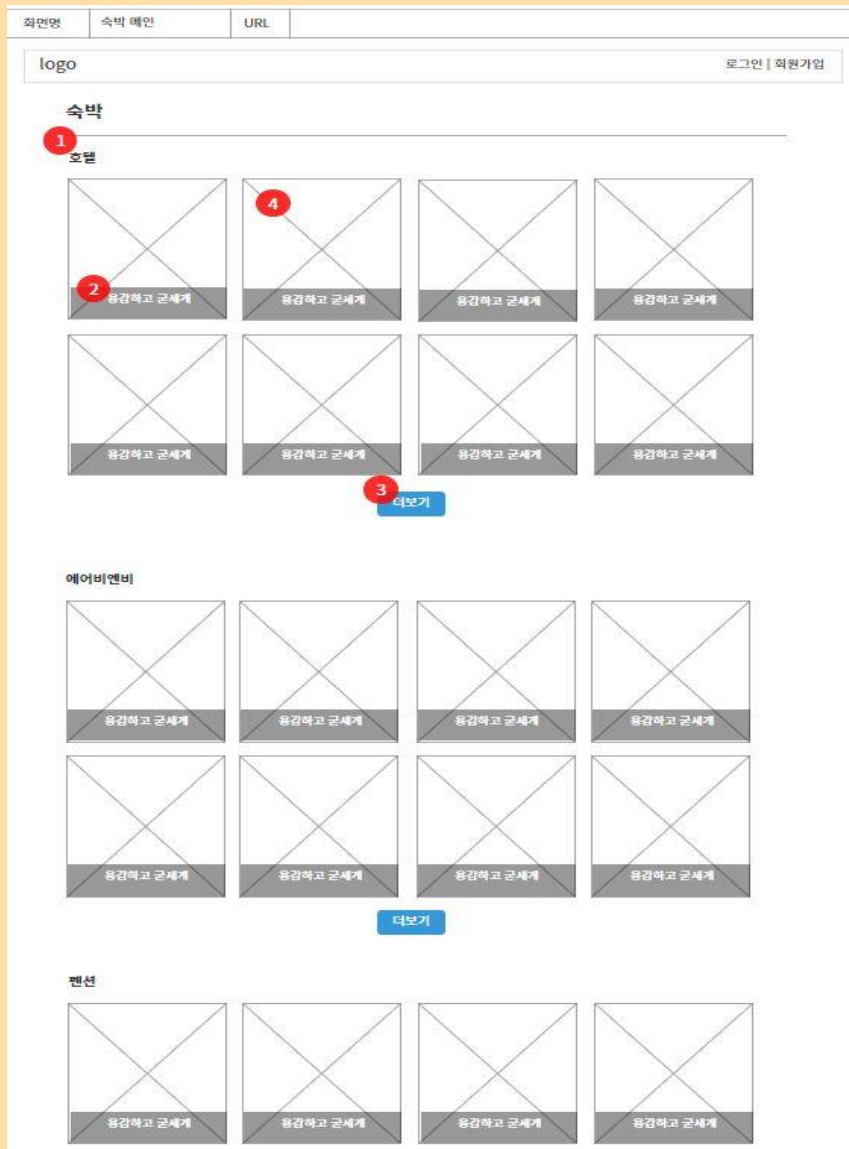 화면명 숙박 메인 URL
logo 로그인 | 회원가입
숙박
1
호텔
4
2 용감하고 굳세게 용감하고 굳세게 용감하고 굳세게 용감하고 굳세게
용감하고 굳세게 용감하고 굳세게 용감하고 굳세게 용감하고 굳세게
3
더보기
에어비엔비
용감하고 굳세게 용감하고 굳세게 용감하고 굳세게 용감하고 굳세게
용감하고 굳세게 용감하고 굳세게 용감하고 굳세게 용감하고 굳세게
더보기
펜션
용감하고 굳세게 용감하고 굳세게 용감하고 굳세게 용감하고 굳세게